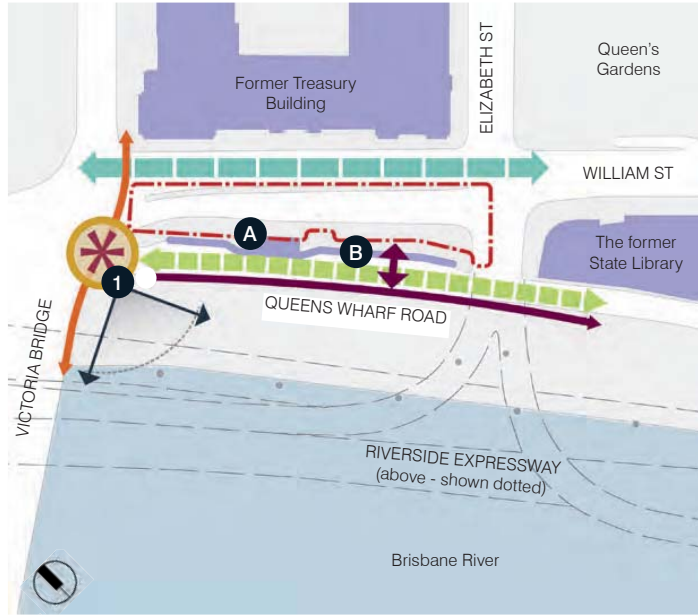 Former Treasury
Building
ELIZABETH ST
Queen's
Gardens
WILLIAM ST
A
B
The former
State Library
1
QUEENS WHARF ROAD
VICTORIA BRIDGE
RIVERSIDE EXPRESSWAY
(above - shown dotted)
Brisbane River